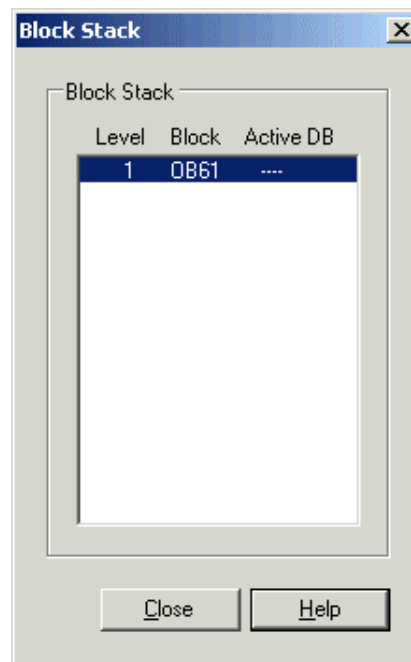 Block Stack
Block Stack
Level Block Active DB
1 OB61 ----
Close Help